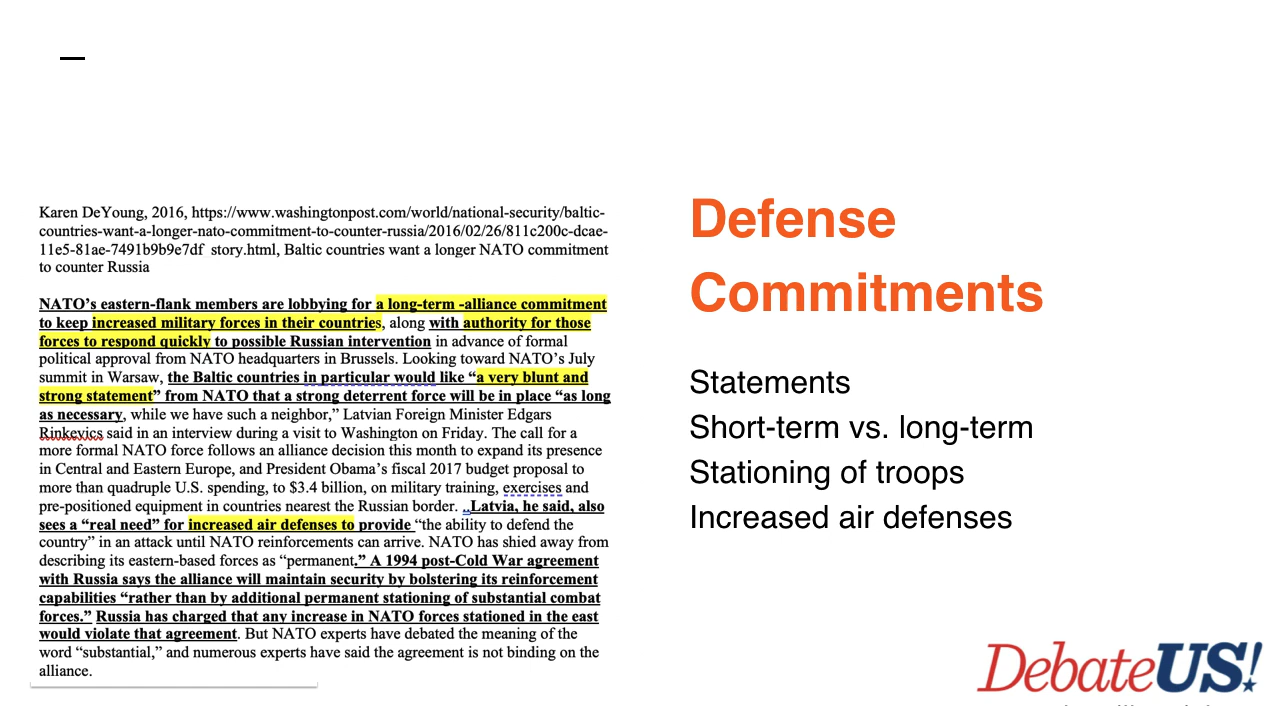 Karen DeYoung, 2016, https://www.washingtonpost.com/world/national-security/baltic-
countries-want-a-longer-nato-commitment-to-counter-russia/2016/02/26/811c200c-dcae-
11e5-81ae-7491b9b9e7df story.html, Baltic countries want a longer NATO commitment
to counter Russia
NATO’s eastern-flank members are lobbying for a long-term -alliance commitment
to keep increased military forces in their countries, along with authority for those
forces to respond quickly to possible Russian intervention in advance of formal
political approval from NATO headquarters in Brussels. Looking toward NATO’s July
summit in Warsaw, the Baltic countries in particular would like “a very blunt and
strong statement” from NATO that a strong deterrent force will be in place “as long
as necessary, while we have such a neighbor,” Latvian Foreign Minister Edgars
Rinkevics said in an interview during a visit to Washington on Friday. The call for a
more formal NATO force follows an alliance decision this month to expand its presence
in Central and Eastern Europe, and President Obama’s fiscal 2017 budget proposal to
more than quadruple U.S. spending, to $3.4 billion, on military training, exercises and
pre-positioned equipment in countries nearest the Russian border. ..Latvia, he said, also
sees a “real need” for increased air defenses to provide “the ability to defend the
country” in an attack until NATO reinforcements can arrive. NATO has shied away from
describing its eastern-based forces as “permanent.” A 1994 post-Cold War agreement
with Russia says the alliance will maintain security by bolstering its reinforcement
capabilities “rather than by additional permanent stationing of substantial combat
forces.” Russia has charged that any increase in NATO forces stationed in the east
would violate that agreement. But NATO experts have debated the meaning of the
word “substantial,” and numerous experts have said the agreement is not binding on the
alliance.
Defense
Commitments
Statements
Short-term vs. long-term
Stationing of troops
Increased air defenses
DebateUS!